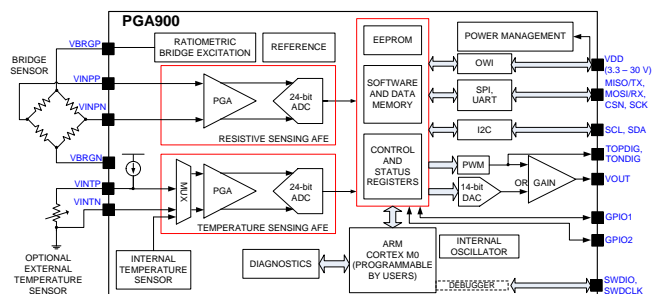 PGA900
VBRGP
RATIOMETRIC
BRIDGE EXCITATION
REFERENCE
EEPROM
POWER MANAGEMENT
BRIDGE
SENSOR
VINPP
VINPN
PGA
24-bit
ADC
RESISTIVE SENSING AFE
SOFTWARE
AND DATA
MEMORY
OWI
VDD
(3.3 – 30 V)
SPI,
UART
MISO/TX,
MOSI/RX,
CSN, SCK
I2C
SCL, SDA
VBRGN
CONTROL
AND
STATUS
REGISTERS
PWM
TOPDIG,
TONDIG
VINTP
VINTN
MUX
PGA
24-bit
ADC
TEMPERATURE SENSING AFE
14-bit
DAC
OR
GAIN
VOUT
GPIO1
GPIO2
OPTIONAL
EXTERNAL
TEMPERATURE
SENSOR
INTERNAL
TEMPERATURE
SENSOR
DIAGNOSTICS
ARM
CORTEX M0
(PROGRAMMABLE
BY USERS)
INTERNAL
OSCILLATOR
DEBUGGER
SWDIO,
SWDCLK